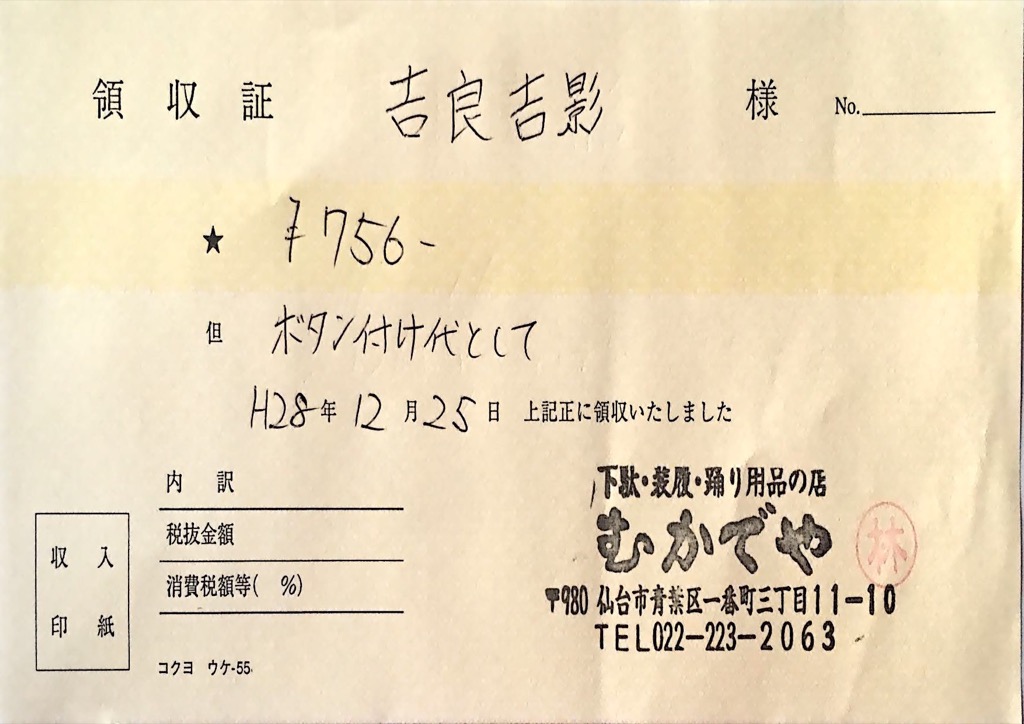 領収証 吉良吉影 様 No.
★ ¥756-
但 ボタン付け代として
H28年12月25日 上記正に領収いたしました
内訳
税抜金額
消費税額等( %)
収入
印紙
コクヨ ウケ-55
下駄・装履・踊り用品の店
むかでや
林
〒980 仙台市青葉区一番町三丁目11-10
TEL022-223-2063